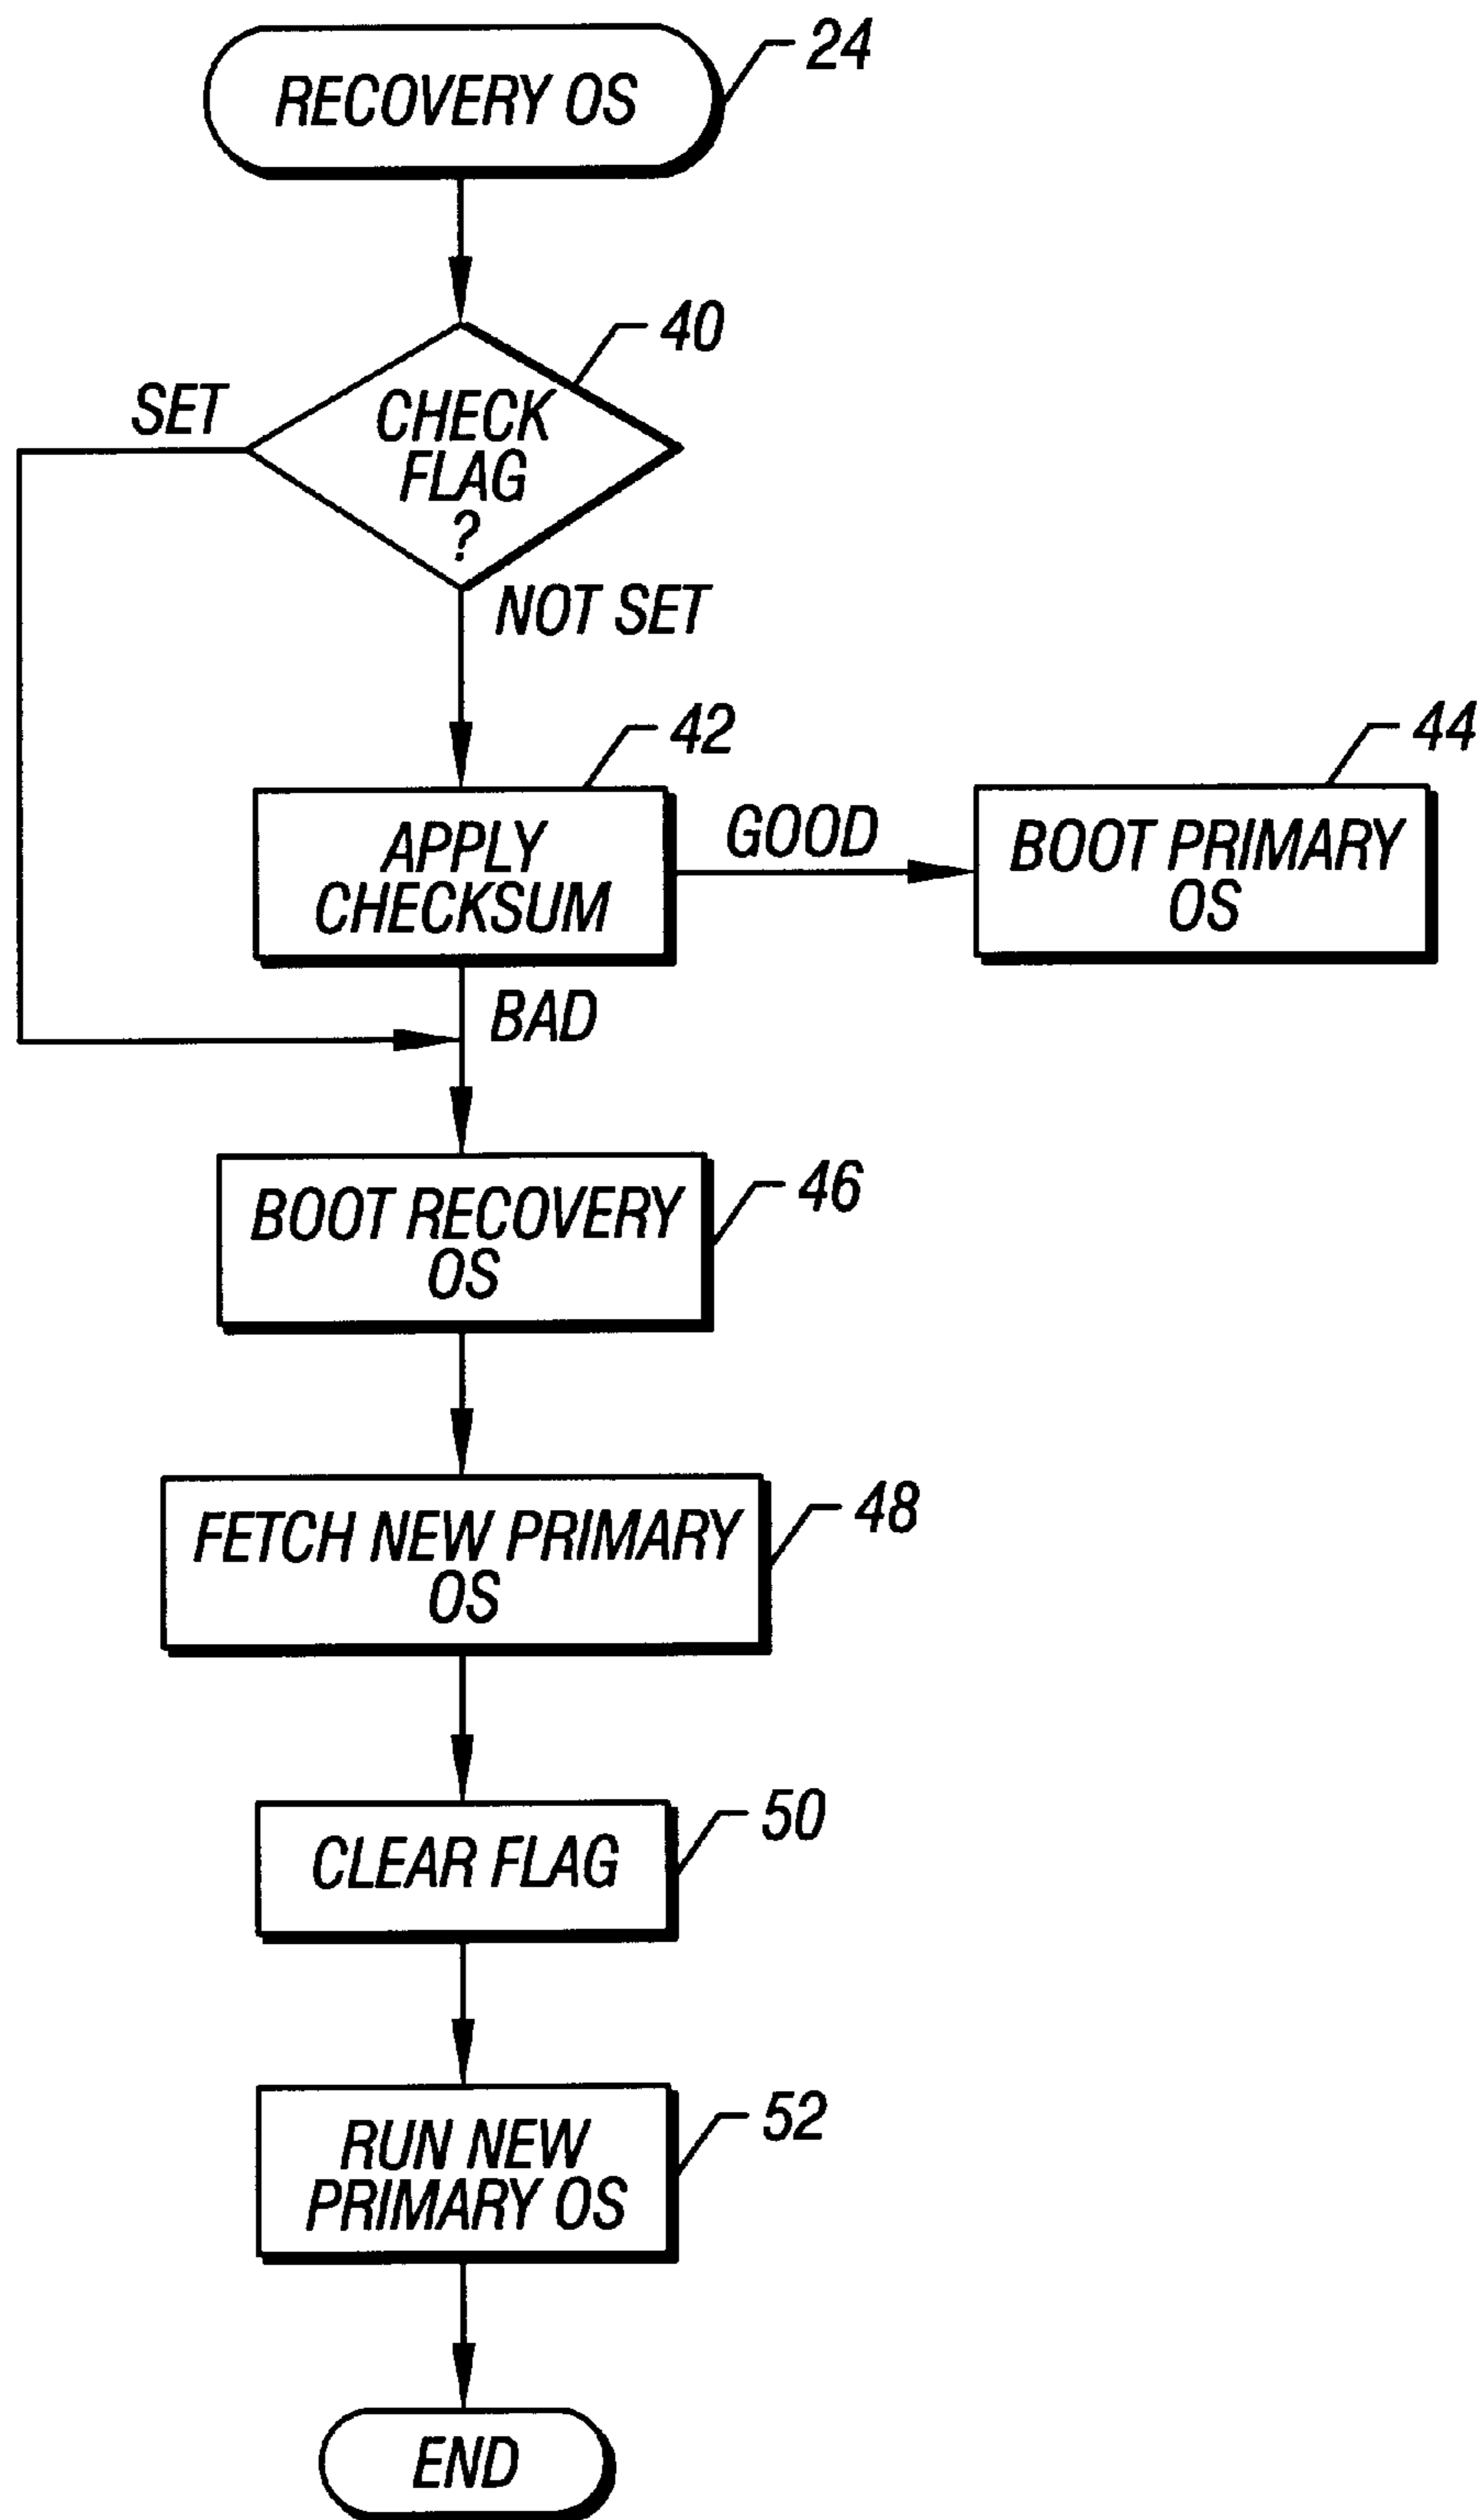 RECOVERY OS
24
40
SET
CHECK
FLAG
?
NOT SET
42
44
APPLY
CHECKSUM
GOOD
BOOT PRIMARY
OS
BAD
46
BOOT RECOVERY
OS
48
FETCH NEW PRIMARY
OS
50
CLEAR FLAG
52
RUN NEW
PRIMARY OS
END